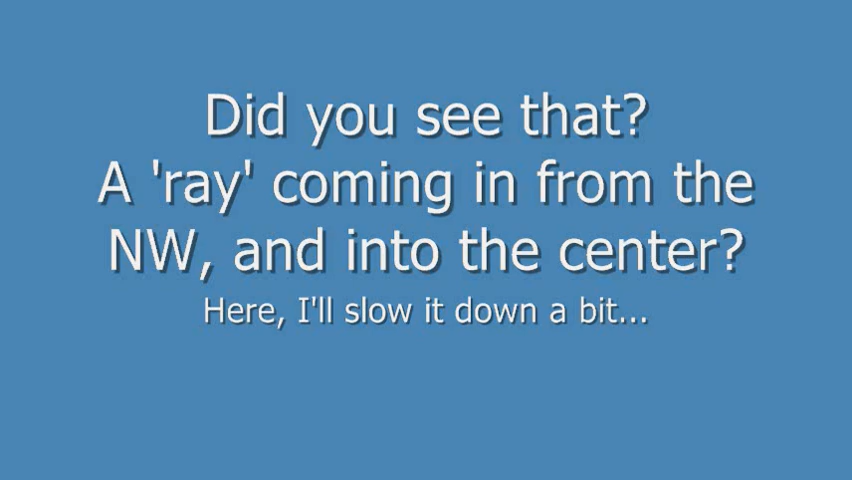 Did you see that?
A 'ray' coming in from the
NW, and into the center?
Here, I'll slow it down a bit...